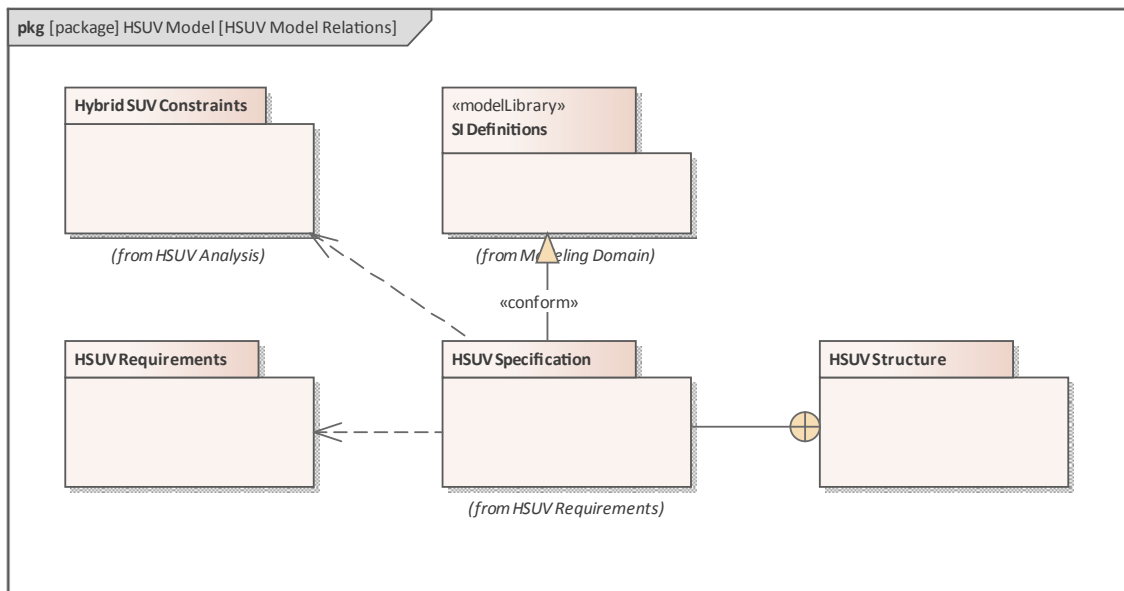 pkg [package] HSUV Model [HSUV Model Relations]
Hybrid SUV Constraints
«modelLibrary»
SI Definitions
(from HSUV Analysis)
(from Modeling Domain)
«conform»
HSUV Requirements
HSUV Specification
HSUV Structure
(from HSUV Requirements)